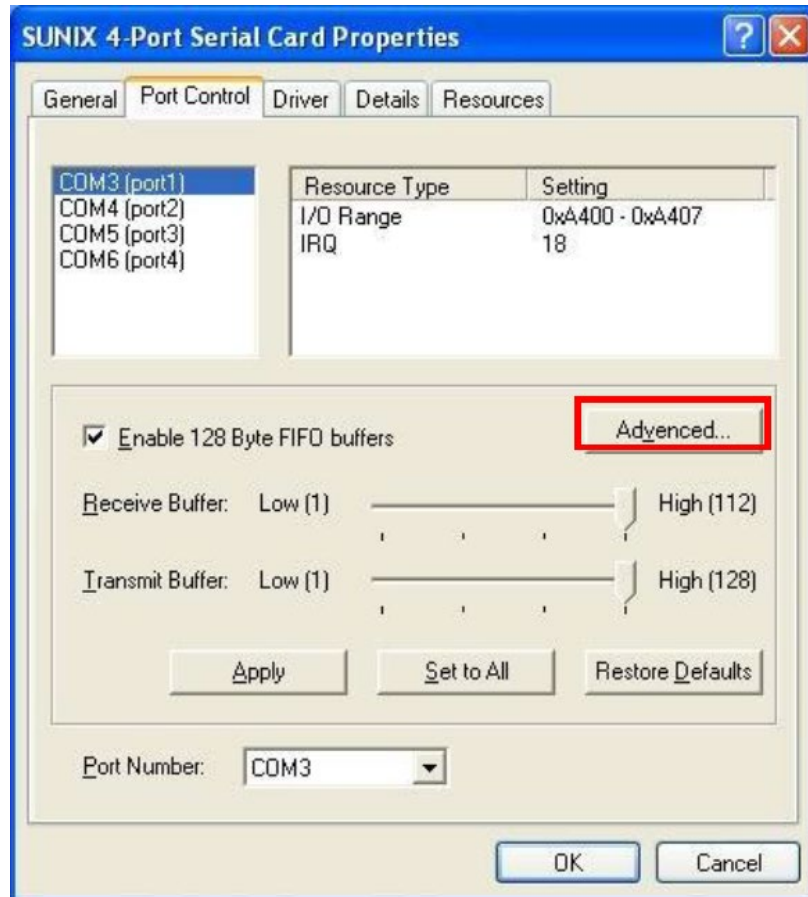 SUNIX 4-Port Serial Card Properties
General Port Control Driver Details Resources
COM3 (port1)
COM4 (port2)
COM5 (port3)
COM6 (port4)
Resource Type Setting
I/O Range 0xA400 - 0xA407
IRQ 18
Enable 128 Byte FIFO buffers
Advenced...
Receive Buffer: Low (1) High (112)
Transmit Buffer: Low (1) High (128)
Apply Set to All Restore Defaults
Port Number: COM3
OK Cancel